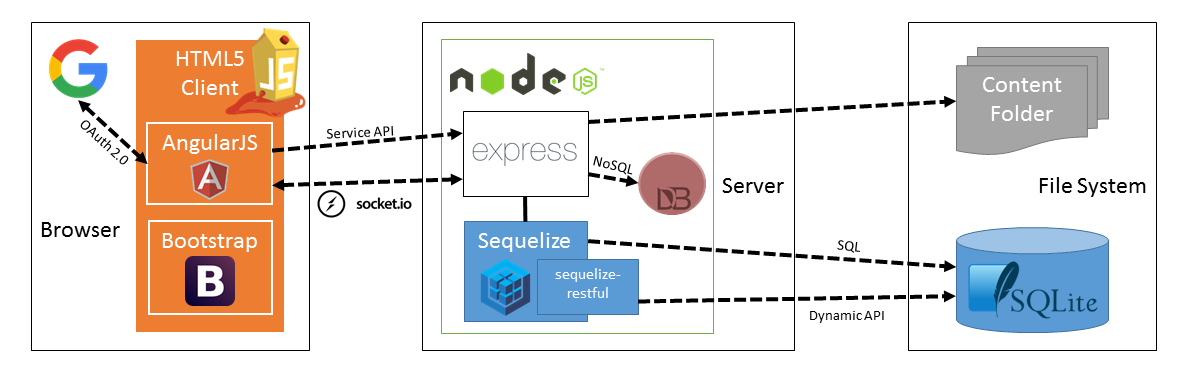 HTML5
Client
JS
OAuth 2.0
AngularJS
A
Browser
Bootstrap
B
Service API
socket.io
node
JS
™
express
NoSQL
DB
Server
Sequelize
sequelize-
restful
SQL
Dynamic API
Content
Folder
File System
SQLite